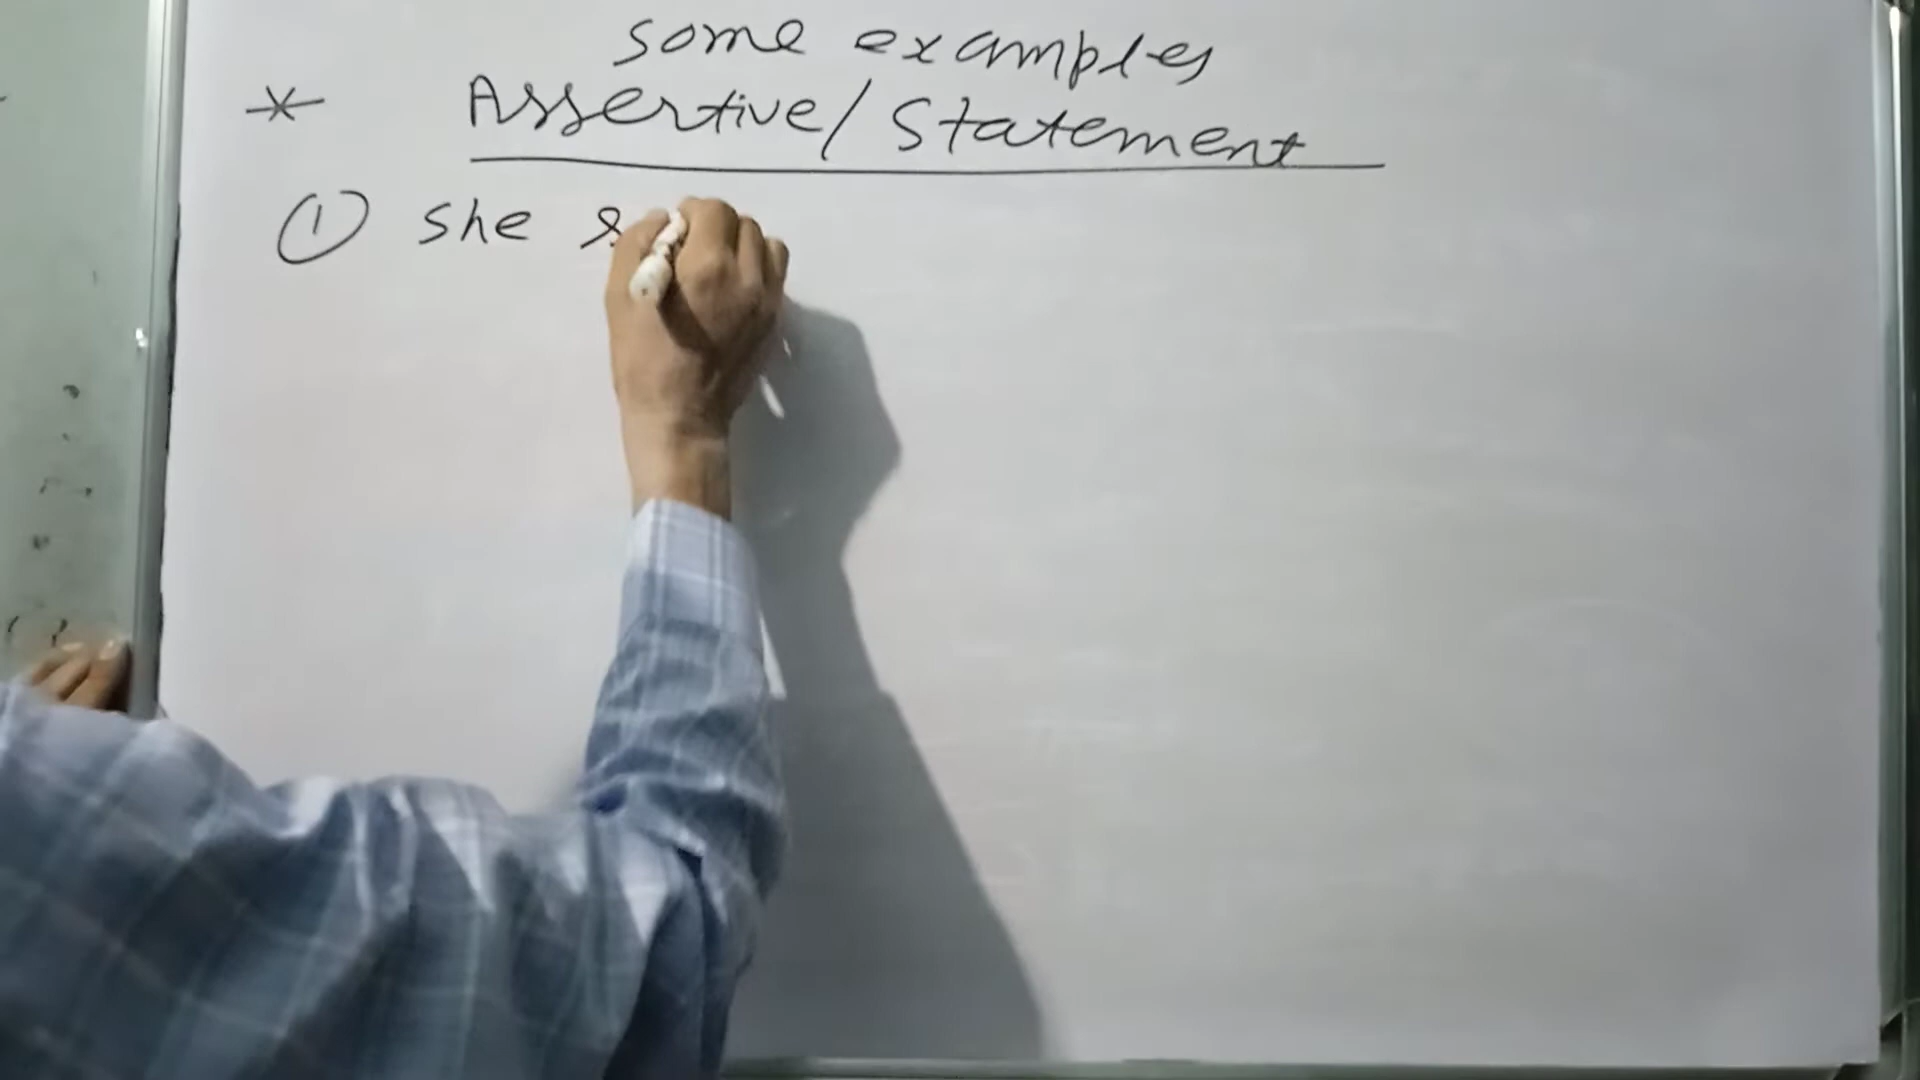 some examples
* Assertive/Statement
① She